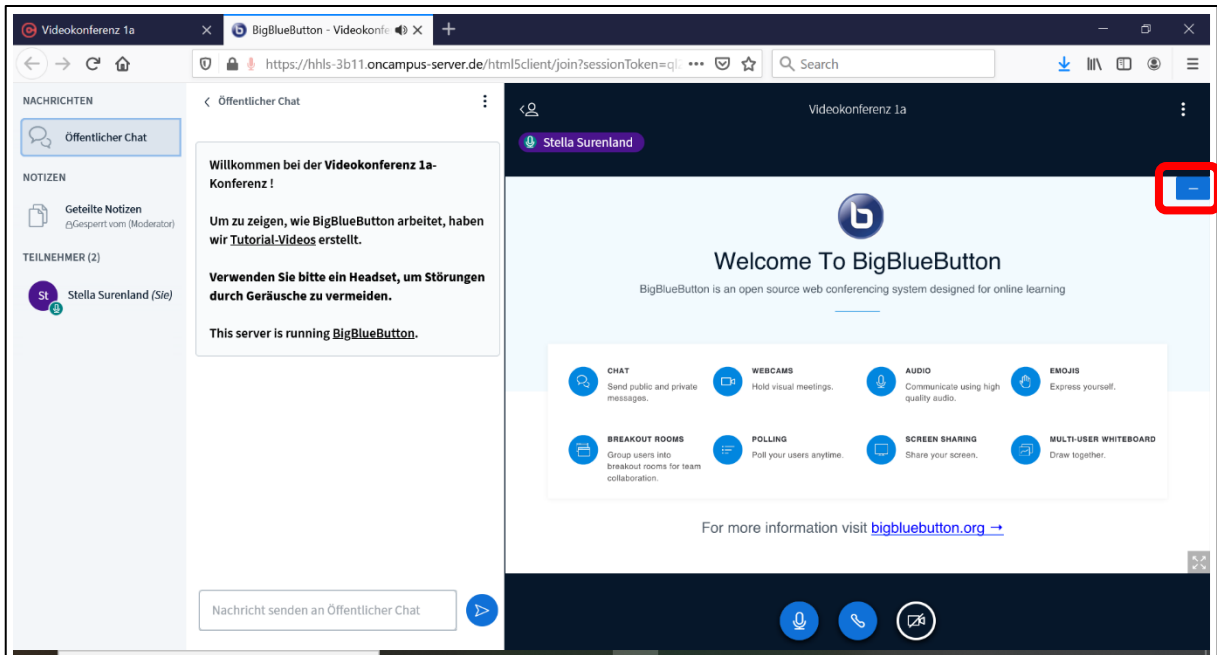 Videokonferenz 1a
BigBlueButton - Videokonfe
https://hhls-3b11.oncampus-server.de/html5client/join?sessionToken=ql
Search
NACHRICHTEN
Öffentlicher Chat
NOTIZEN
Geteilte Notizen
Gesperrt vom (Moderator)
TEILNEHMER (2)
St
Stella Surenland (Sie)
Öffentlicher Chat
Willkommen bei der Videokonferenz 1a-
Konferenz !
Um zu zeigen, wie BigBlueButton arbeitet, haben
wir Tutorial-Videos erstellt.
Verwenden Sie bitte ein Headset, um Störungen
durch Geräusche zu vermeiden.
This server is running BigBlueButton.
Nachricht senden an Öffentlicher Chat
Videokonferenz 1a
Stella Surenland
b
Welcome To BigBlueButton
BigBlueButton is an open source web conferencing system designed for online learning
CHAT
Send public and private
messages.
WEBCAMS
Hold visual meetings.
AUDIO
Communicate using high
quality audio.
EMOJIS
Express yourself.
BREAKOUT ROOMS
Group users into
breakout rooms for team
collaboration.
POLLING
Poll your users anytime.
SCREEN SHARING
Share your screen.
MULTI-USER WHITEBOARD
Draw together.
For more information visit bigbluebutton.org →